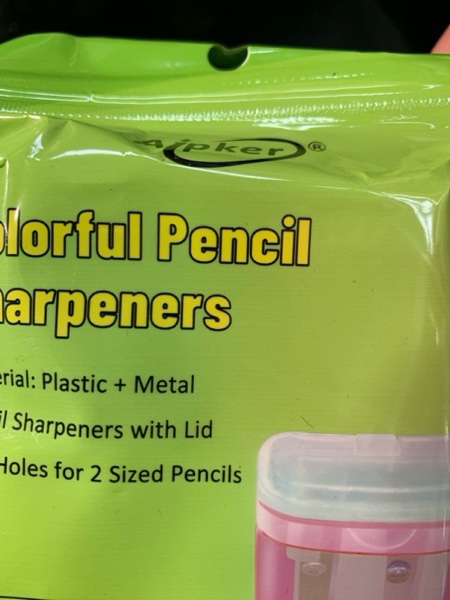 Aipker®
olorful Pencil
harpeners
erial: Plastic + Metal
il Sharpeners with Lid
Holes for 2 Sized Pencils